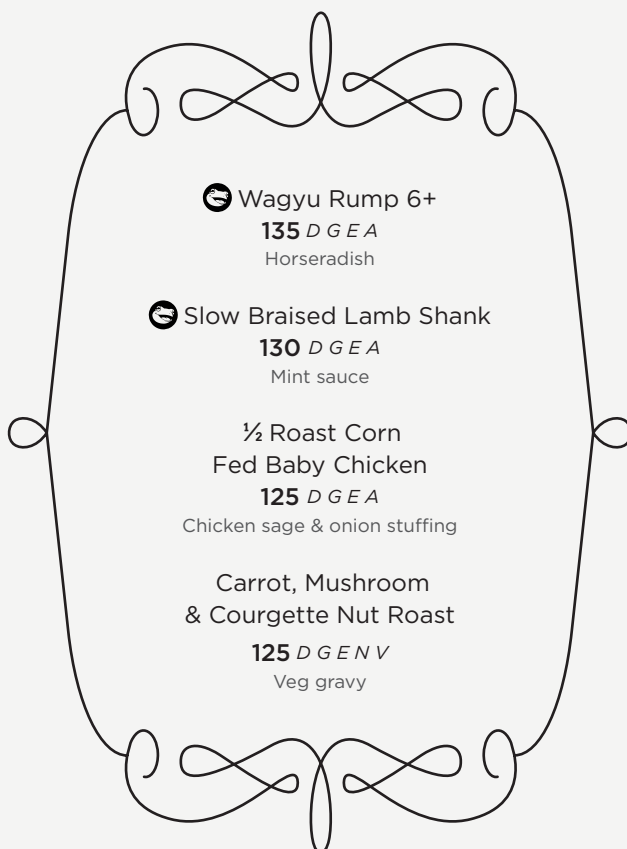 Wagyu Rump 6+
135 D G E A
Horseradish
Slow Braised Lamb Shank
130 D G E A
Mint sauce
½ Roast Corn
Fed Baby Chicken
125 D G E A
Chicken sage & onion stuffing
Carrot, Mushroom
& Courgette Nut Roast
125 D G E N V
Veg gravy